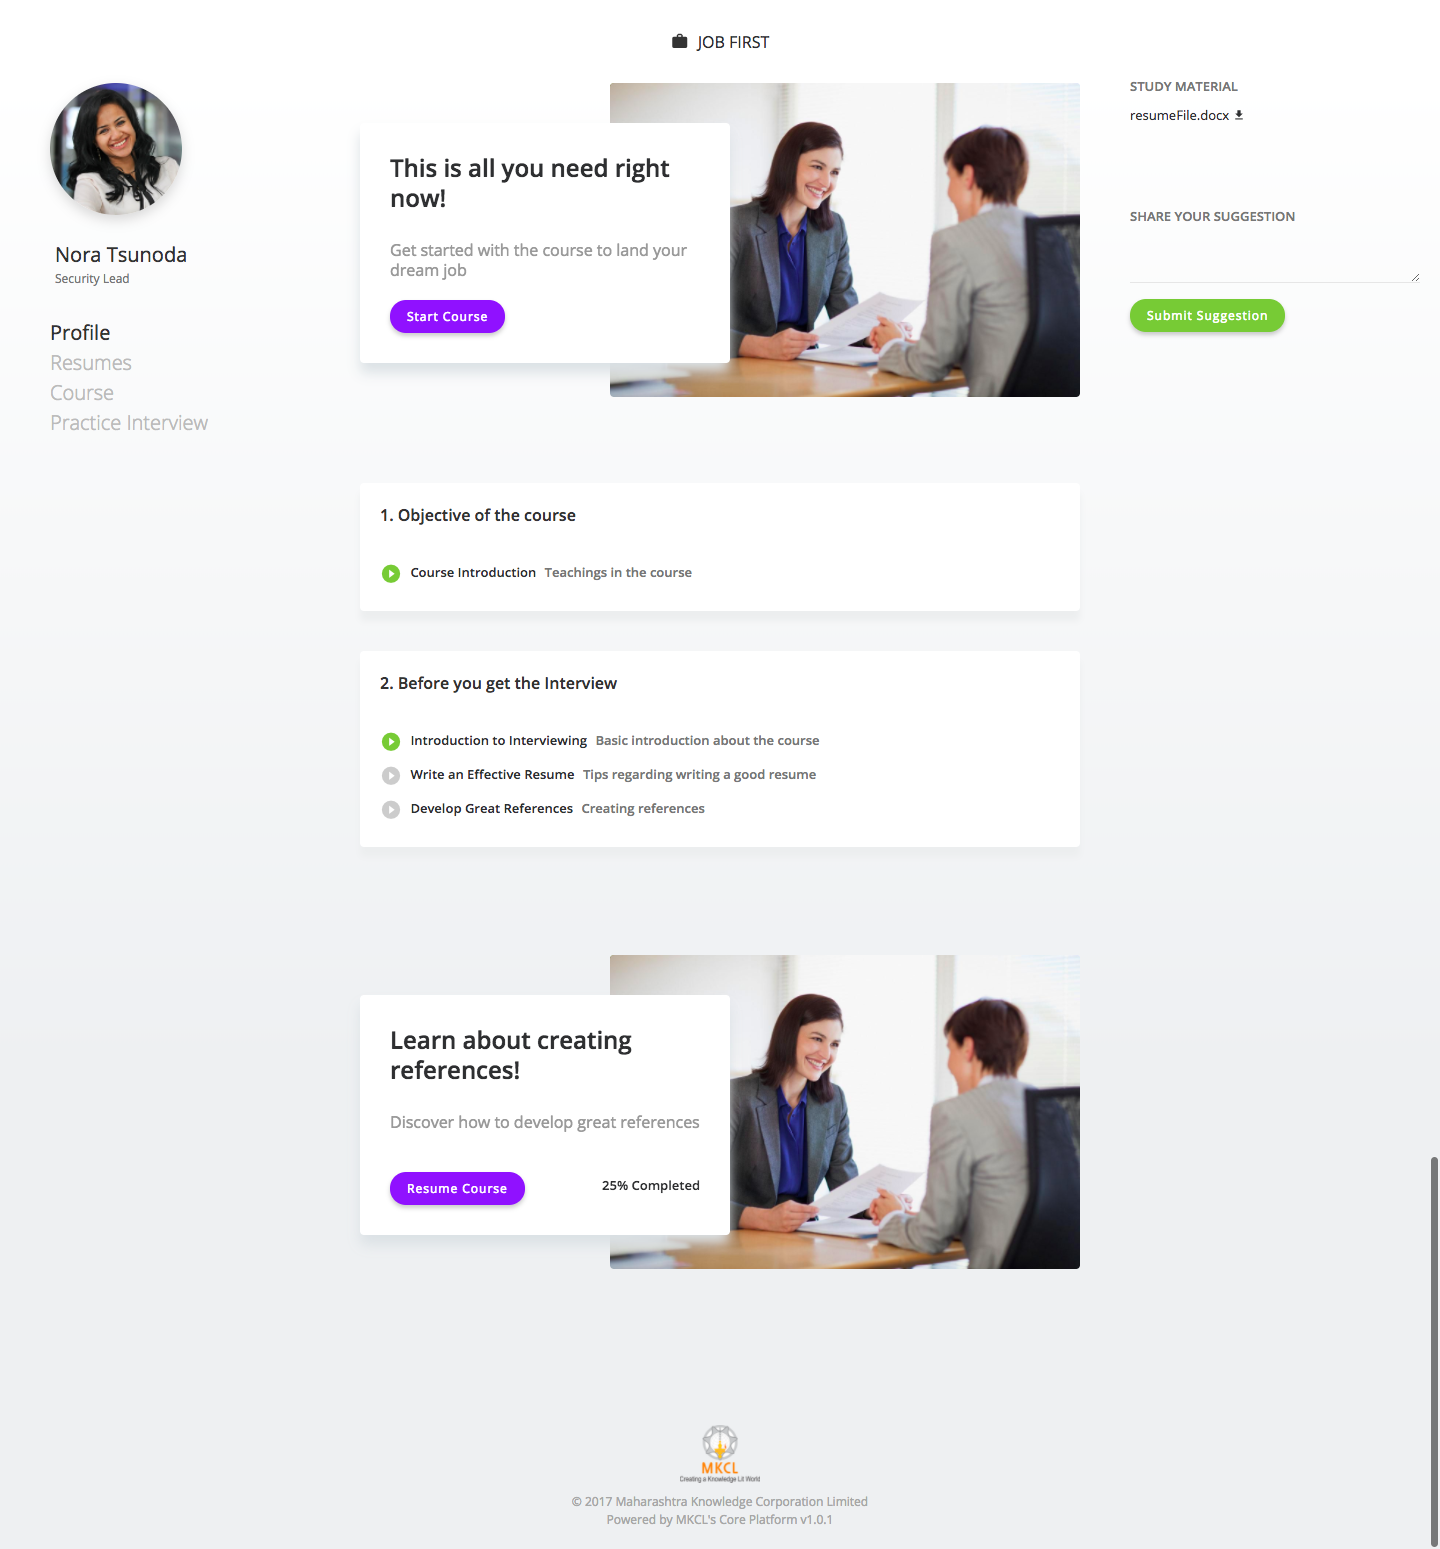 JOB FIRST
Nora Tsunoda
Security Lead
Profile
Resumes
Course
Practice Interview
This is all you need right
now!
Get started with the course to land your
dream job
Start Course
STUDY MATERIAL
resumeFile.docx
SHARE YOUR SUGGESTION
Submit Suggestion
1. Objective of the course
Course Introduction Teachings in the course
2. Before you get the Interview
Introduction to Interviewing Basic introduction about the course
Write an Effective Resume Tips regarding writing a good resume
Develop Great References Creating references
Learn about creating
references!
Discover how to develop great references
Resume Course 25% Completed
MKCL
Creating a Knowledge Lit World
© 2017 Maharashtra Knowledge Corporation Limited
Powered by MKCL's Core Platform v1.0.1